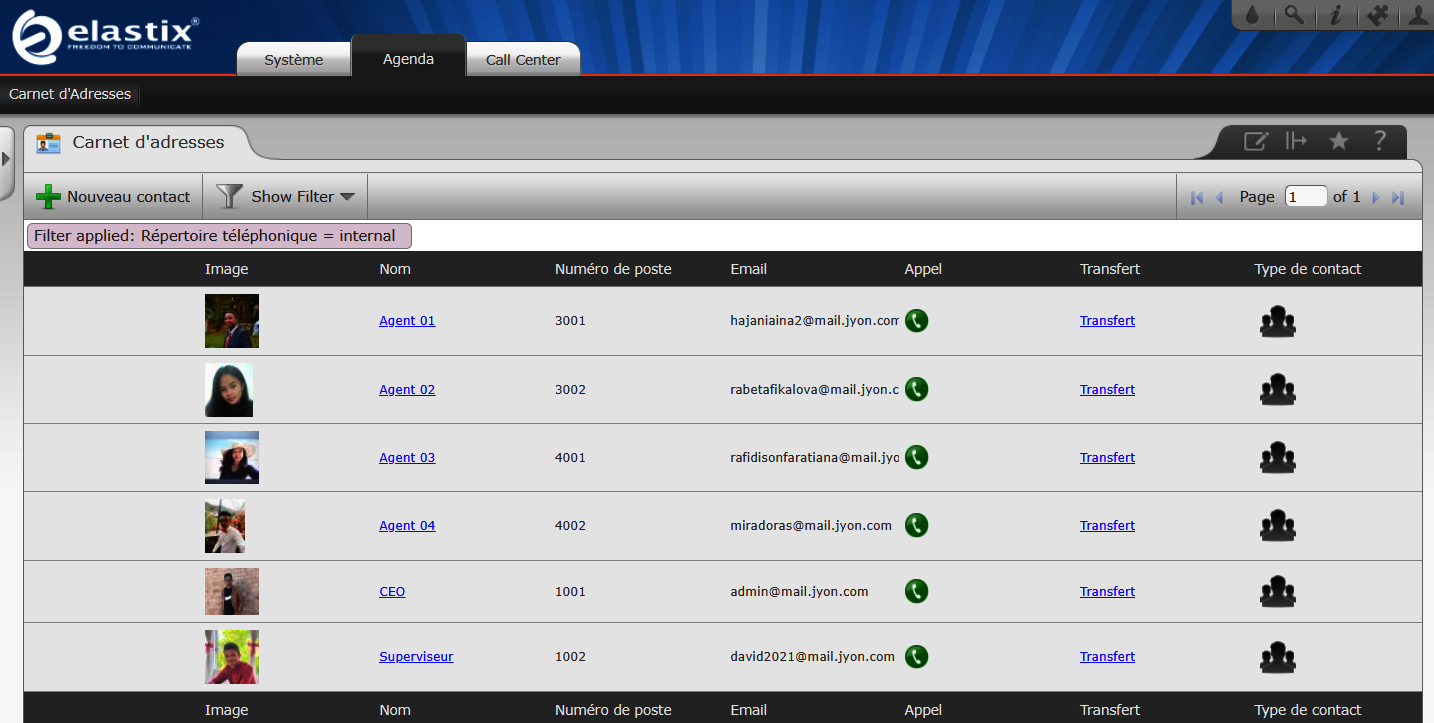 elastix®
FREEDOM TO COMMUNICATE
Système Agenda Call Center
Carnet d'Adresses
Carnet d'adresses
?
Nouveau contact Show Filter Page 1 of 1
Filter applied: Répertoire téléphonique = internal
Image Nom Numéro de poste Email Appel Transfert Type de contact
Agent 01 3001 hajaniaina2@mail.jyon.com Transfert
Agent 02 3002 rabetafikalova@mail.jyon.c Transfert
Agent 03 4001 rafidisonfaratiana@mail.jyo Transfert
Agent 04 4002 miradoras@mail.jyon.com Transfert
CEO 1001 admin@mail.jyon.com Transfert
Superviseur 1002 david2021@mail.jyon.com Transfert
Image Nom Numéro de poste Email Appel Transfert Type de contact